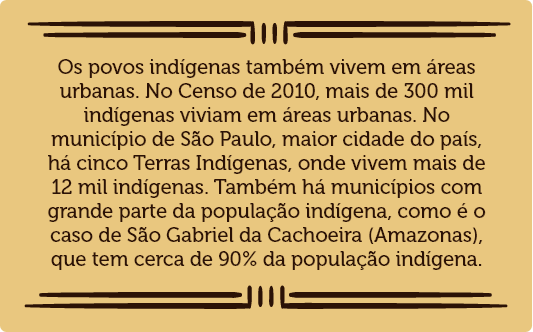 Os povos indígenas também vivem em áreas
urbanas. No Censo de 2010, mais de 300 mil
indígenas viviam em áreas urbanas. No
município de São Paulo, maior cidade do país,
há cinco Terras Indígenas, onde vivem mais de
12 mil indígenas. Também há municípios com
grande parte da população indígena, como é o
caso de São Gabriel da Cachoeira (Amazonas),
que tem cerca de 90% da população indígena.